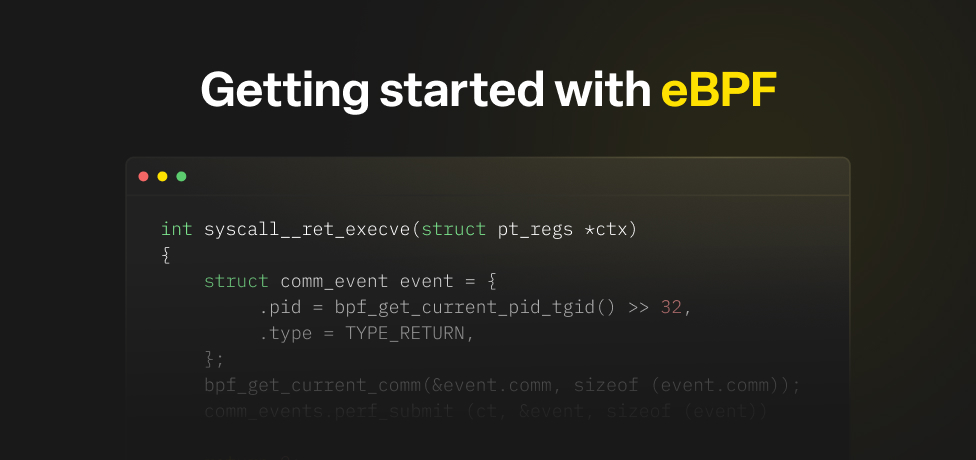 Getting started with eBPF
int syscall__ret_execve(struct pt_regs *ctx)
{
struct comm_event event = {
.pid = bpf_get_current_pid_tgid() >> 32,
.type = TYPE_RETURN,
};
bpf_get_current_comm(&event.comm, sizeof (event.comm));
comm_events.perf_submit (ct, &event, sizeof (event))